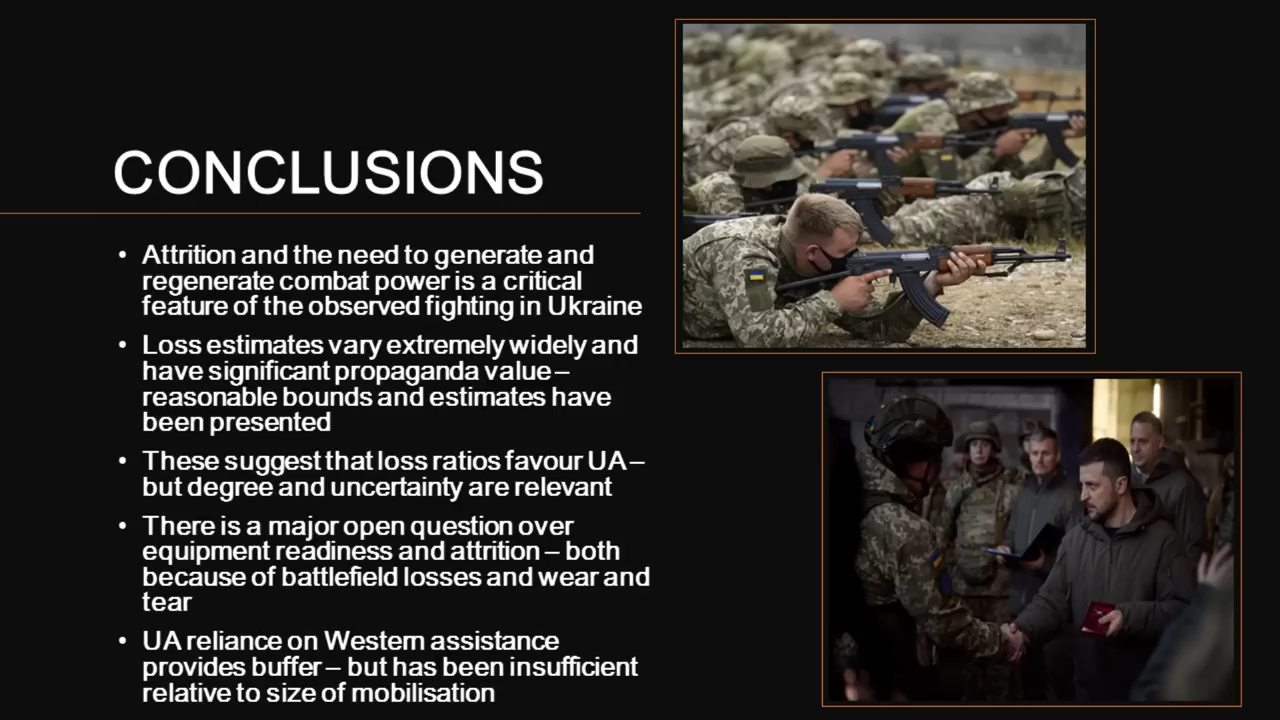 CONCLUSIONS
• Attrition and the need to generate and
regenerate combat power is a critical
feature of the observed fighting in Ukraine
• Loss estimates vary extremely widely and
have significant propaganda value –
reasonable bounds and estimates have
been presented
• These suggest that loss ratios favour UA –
but degree and uncertainty are relevant
• There is a major open question over
equipment readiness and attrition – both
because of battlefield losses and wear and
tear
• UA reliance on Western assistance
provides buffer – but has been insufficient
relative to size of mobilisation